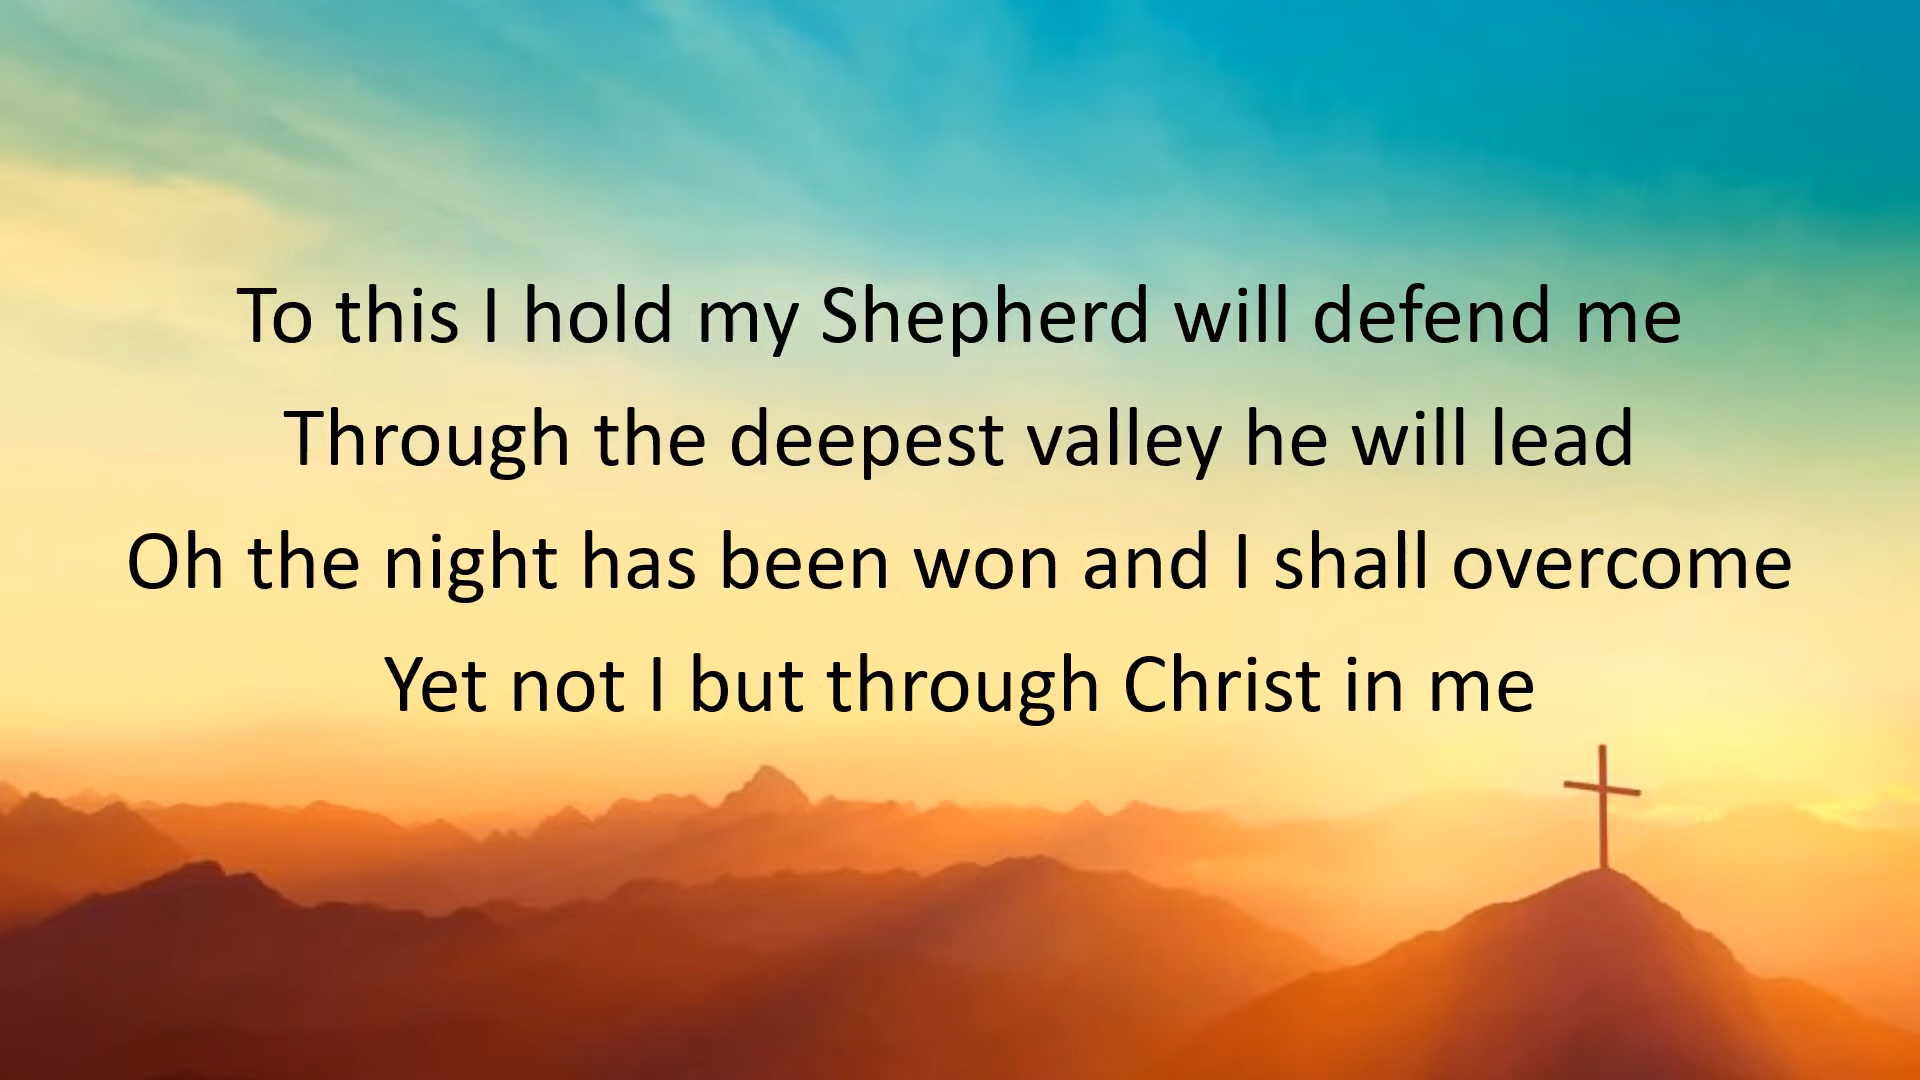 To this I hold my Shepherd will defend me
Through the deepest valley he will lead
Oh the night has been won and I shall overcome
Yet not I but through Christ in me